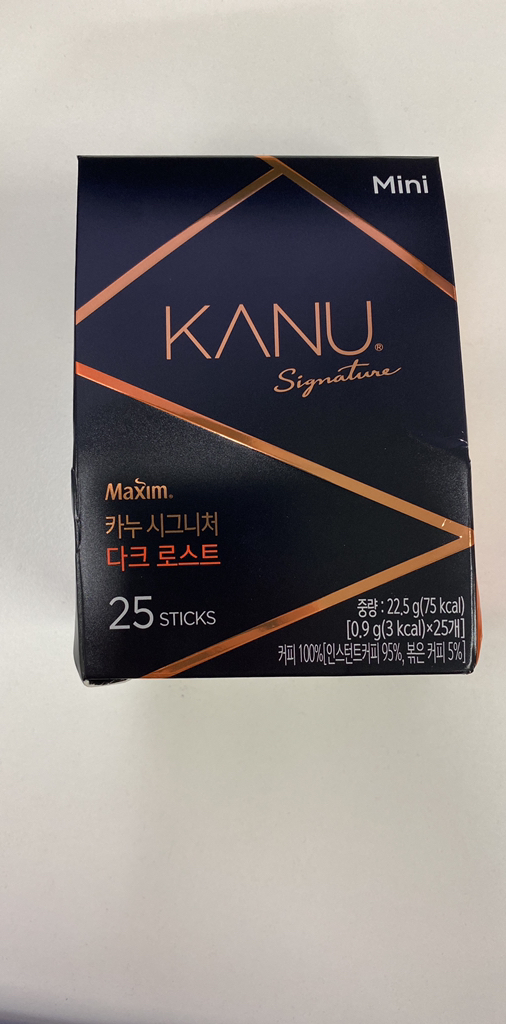 Mini
KANU®
Signature
Maxim®
카누 시그니처
다크 로스트
25 STICKS
중량 : 22.5 g(75 kcal)
[0.9 g(3 kcal)×25개]
커피 100%[인스턴트커피 95%, 볶은 커피 5%]